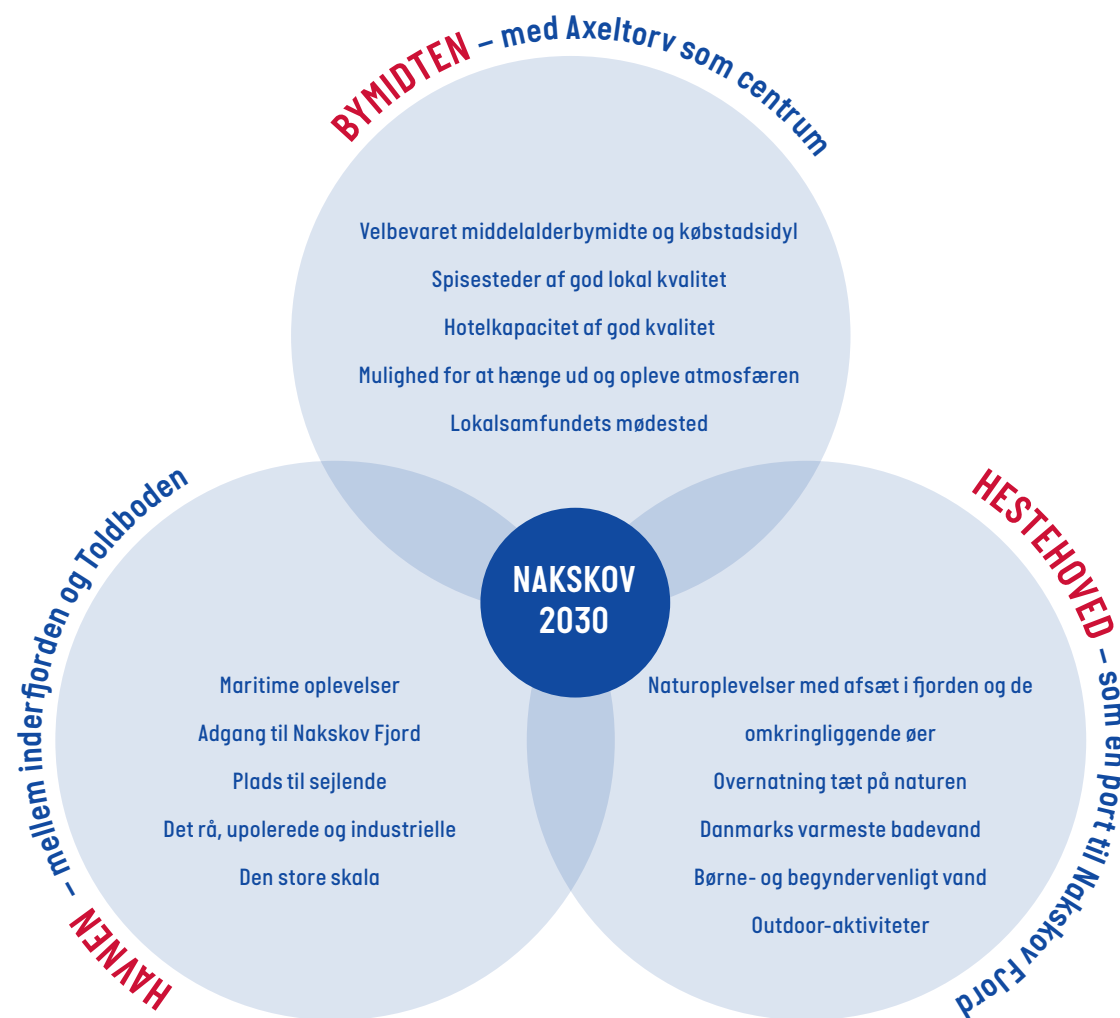 BYMIDTEN – med Axeltorv som centrum
Velbevaret middelalderbymidte og købstadsidyl
Spisesteder af god lokal kvalitet
Hotelkapacitet af god kvalitet
Mulighed for at hænge ud og opleve atmosfæren
Lokalsamfundets mødested
NAKSKOV
2030
HAVNEN – mellem inderfjorden og Toldboden
Maritime oplevelser
Adgang til Nakskov Fjord
Plads til sejlende
Det rå, upolerede og industrielle
Den store skala
HESTEHOVED – som en port til Nakskov Fjord
Naturoplevelser med afsæt i fjorden og de
omkringliggende øer
Overnatning tæt på naturen
Danmarks varmeste badevand
Børne- og begyndervenligt vand
Outdoor-aktiviteter